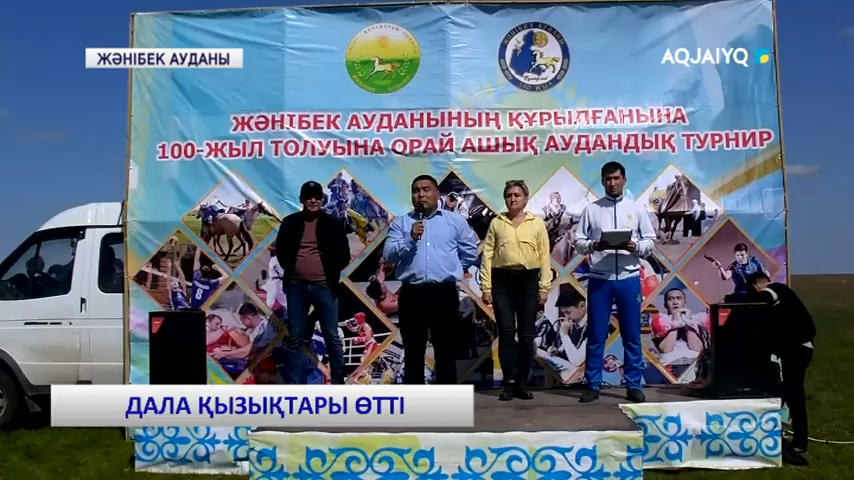 ЖӘНІБЕК АУДАНЫ
AQJAIYQ
ЖӘНІБЕК АУДАНЫНЫҢ ҚҰРЫЛҒАНЫНА
100-ЖЫЛ ТОЛУЫНА ОРАЙ АШЫҚ АУДАНДЫҚ ТУРНИР
ДАЛА ҚЫЗЫҚТАРЫ ӨТТІ